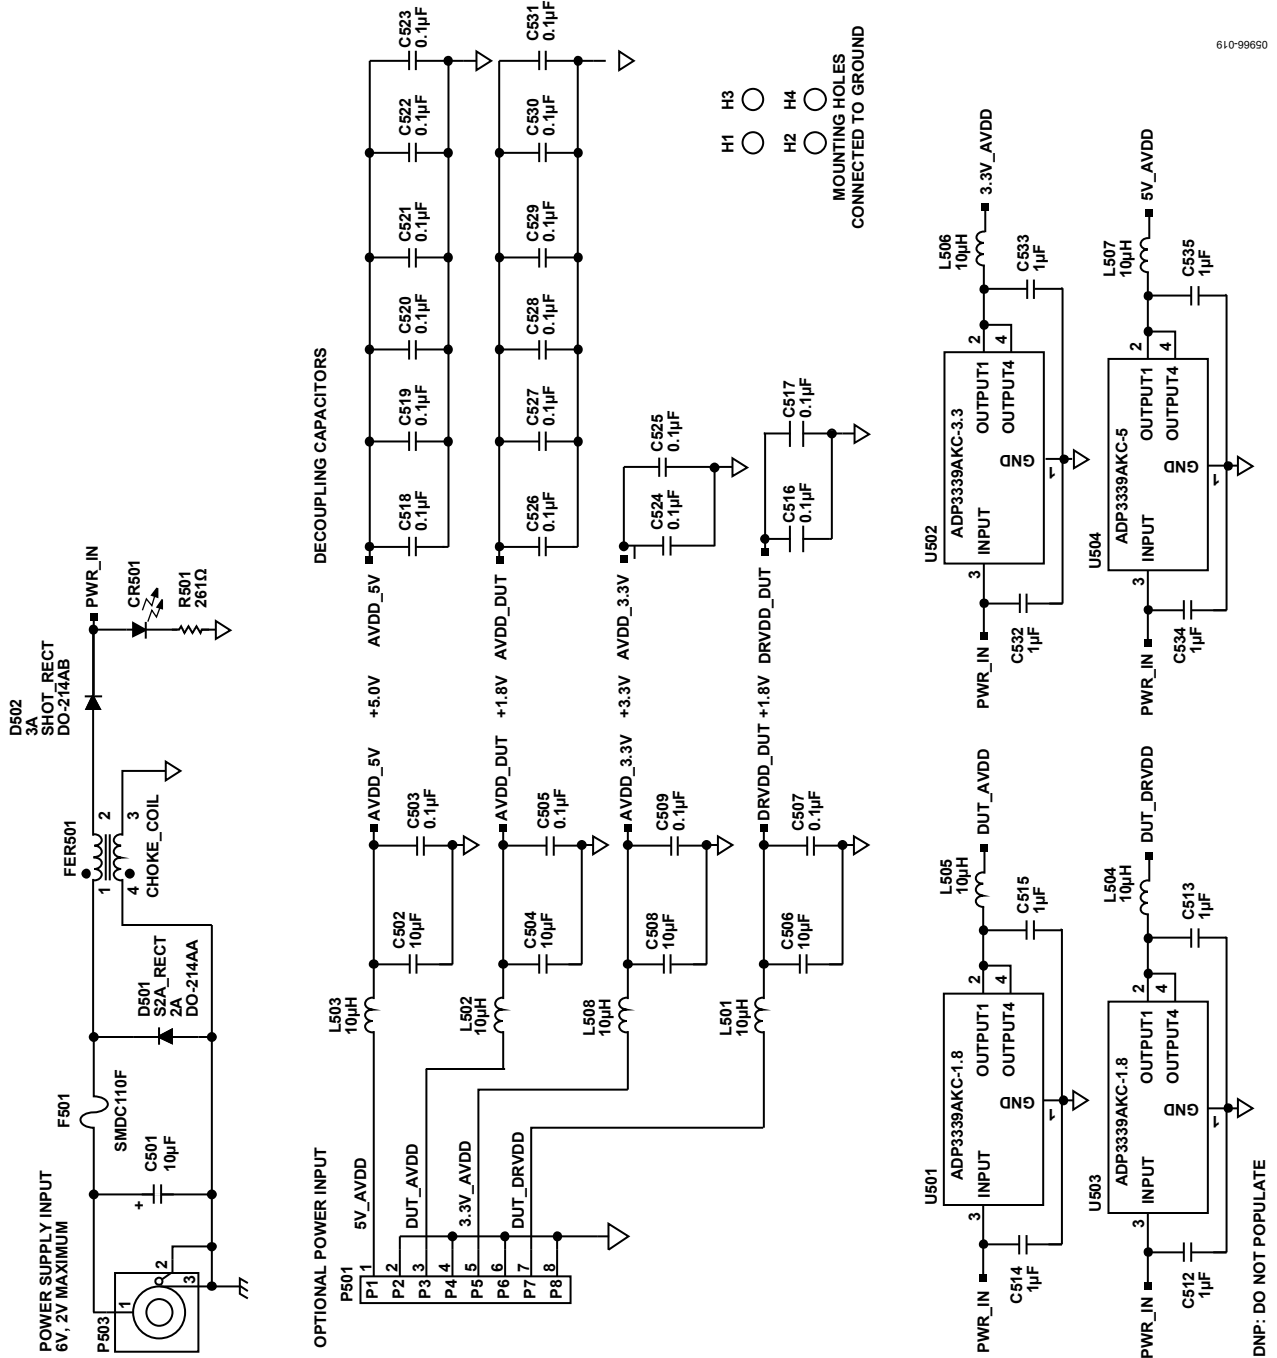 POWER SUPPLY INPUT
6V, 2V MAXIMUM
P503
1
2
3
C501
10µF
+
F501
SMDC110F
D501
S2A_RECT
2A
DO-214AA
FER501
1
2
4
3
CHOKE_COIL
D502
3A
SHOT_RECT
DO-214AB
PWR_IN
CR501
R501
261Ω
OPTIONAL POWER INPUT
P501
P1 1
P2 2
P3 3
P4 4
P5 5
P6 6
P7 7
P8 8
5V_AVDD
DUT_AVDD
3.3V_AVDD
DUT_DRVDD
L503
10µH
C502
10µF
C503
0.1µF
AVDD_5V
L502
10µH
C504
10µF
C505
0.1µF
AVDD_DUT
L508
10µH
C508
10µF
C509
0.1µF
AVDD_3.3V
L501
10µH
C506
10µF
C507
0.1µF
DRVDD_DUT
DECOUPLING CAPACITORS
+5.0V AVDD_5V
C518
0.1µF
C519
0.1µF
C520
0.1µF
C521
0.1µF
C522
0.1µF
C523
0.1µF
+1.8V AVDD_DUT
C526
0.1µF
C527
0.1µF
C528
0.1µF
C529
0.1µF
C530
0.1µF
C531
0.1µF
+3.3V AVDD_3.3V
C524
0.1µF
C525
0.1µF
+1.8V DRVDD_DUT
C516
0.1µF
C517
0.1µF
H1
H3
H2
H4
MOUNTING HOLES
CONNECTED TO GROUND
U501
ADP3339AKC-1.8
PWR_IN
C514
1µF
3
INPUT
OUTPUT1
OUTPUT4
GND
1
2
4
L505
10µH
C515
1µF
DUT_AVDD
U502
ADP3339AKC-3.3
PWR_IN
C532
1µF
3
INPUT
OUTPUT1
OUTPUT4
GND
1
2
4
L506
10µH
C533
1µF
3.3V_AVDD
U503
ADP3339AKC-1.8
PWR_IN
C512
1µF
3
INPUT
OUTPUT1
OUTPUT4
GND
1
2
4
L504
10µH
C513
1µF
DUT_DRVDD
U504
ADP3339AKC-5
PWR_IN
C534
1µF
3
INPUT
OUTPUT1
OUTPUT4
GND
1
2
4
L507
10µH
C535
1µF
5V_AVDD
DNP: DO NOT POPULATE
05966-019